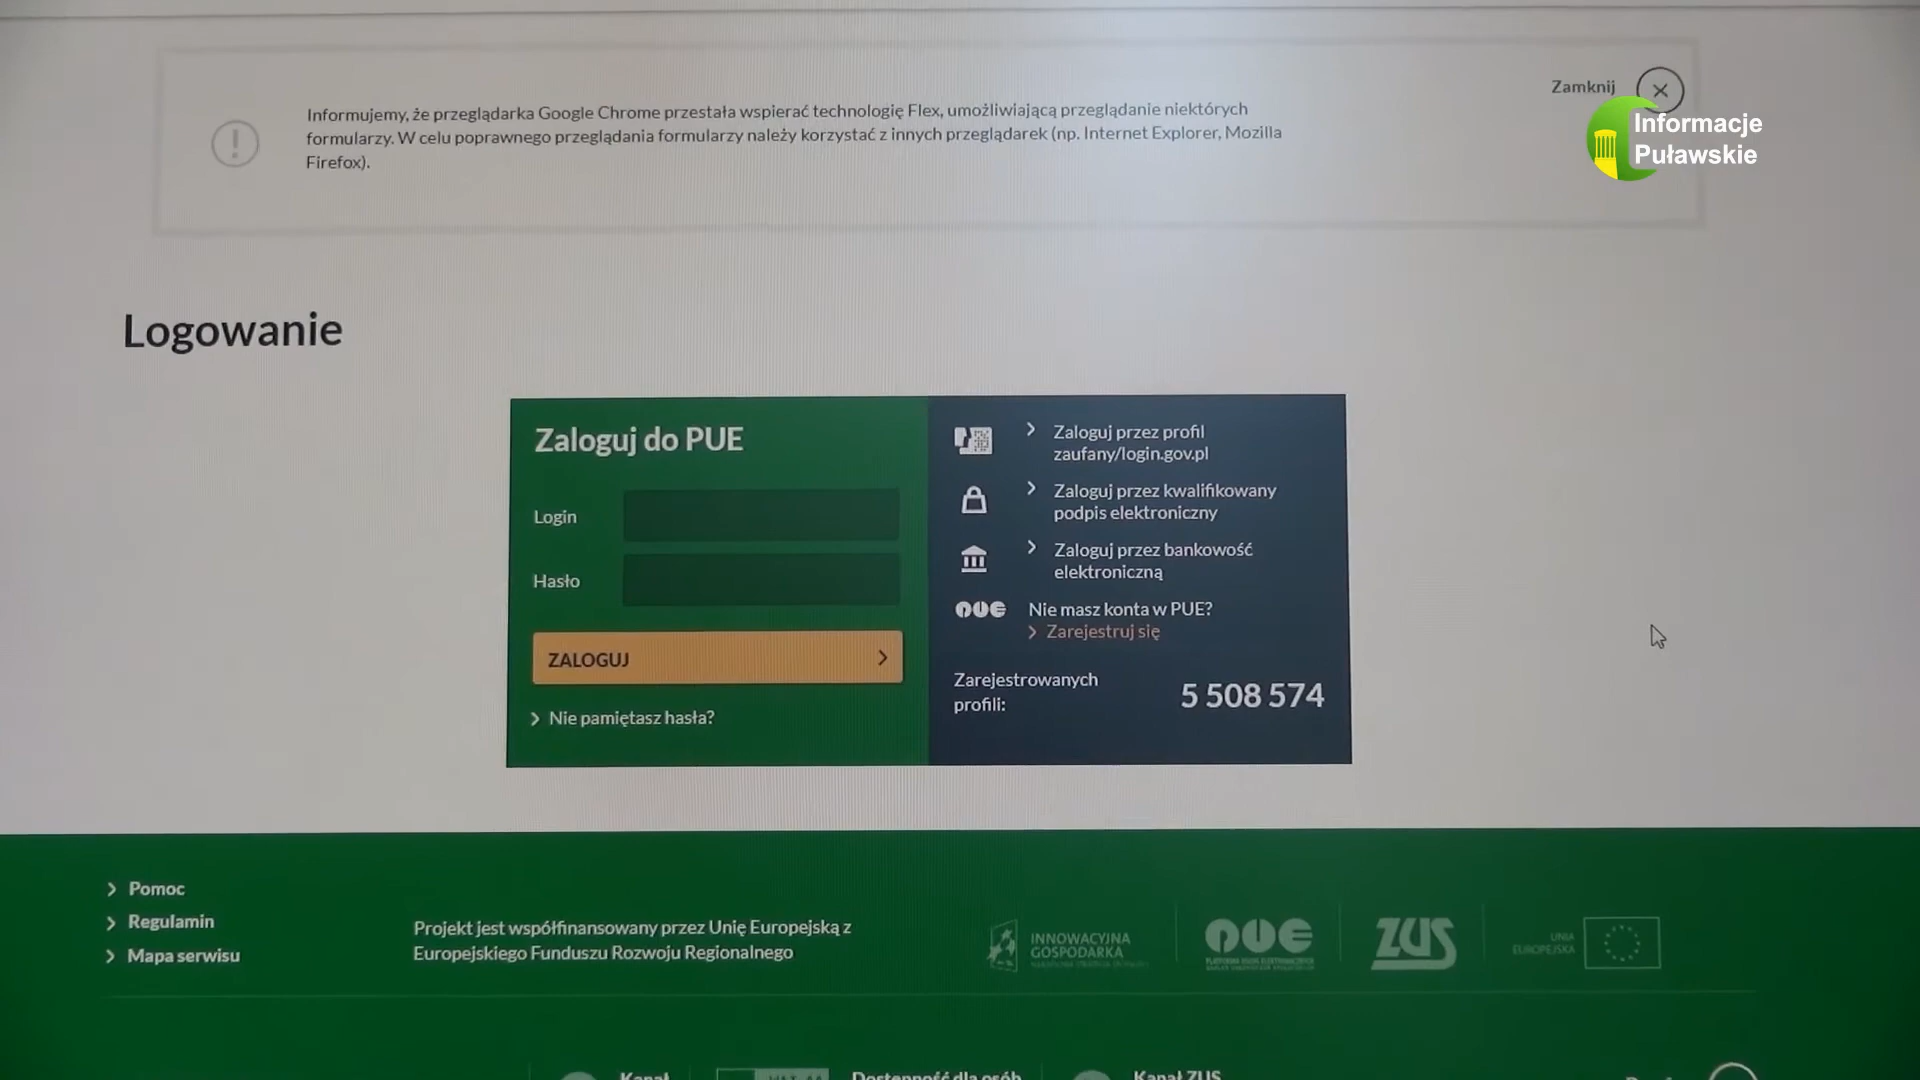 Zamknij
Informujemy, że przeglądarka Google Chrome przestała wspierać technologię Flex, umożliwiającą przeglądanie niektórych
formularzy. W celu poprawnego przeglądania formularzy należy korzystać z innych przeglądarek (np. Internet Explorer, Mozilla
Firefox).
Informacje
Puławskie
Logowanie
Zaloguj do PUE
Login
Hasło
ZALOGUJ
Nie pamiętasz hasła?
Zaloguj przez profil
zaufany/login.gov.pl
Zaloguj przez kwalifikowany
podpis elektroniczny
Zaloguj przez bankowość
elektroniczną
PUE
Nie masz konta w PUE?
Zarejestruj się
Zarejestrowanych
profili:
5 508 574
Pomoc
Regulamin
Mapa serwisu
Projekt jest współfinansowany przez Unię Europejską z
Europejskiego Funduszu Rozwoju Regionalnego
INNOWACYJNA
GOSPODARKA
PUE
ZUS
UNIA
EUROPEJSKA
Kanał
Dostępność dla osób
Kanał ZUS